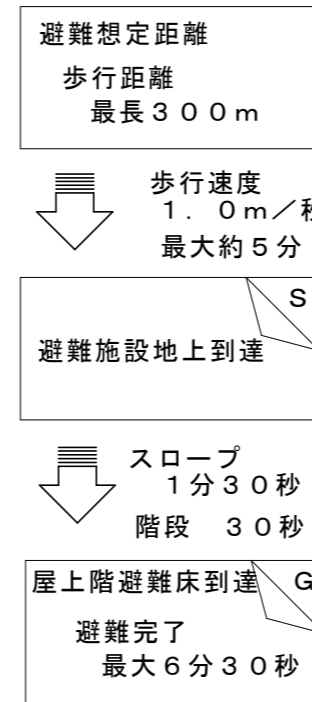 避難想定距離
歩行距離
最長３００ｍ
歩行速度
１．０ｍ／秒
最大約５分
S
避難施設地上到達
スロープ
１分３０秒
階段　３０秒
屋上階避難床到達 G
避難完了
最大６分３０秒